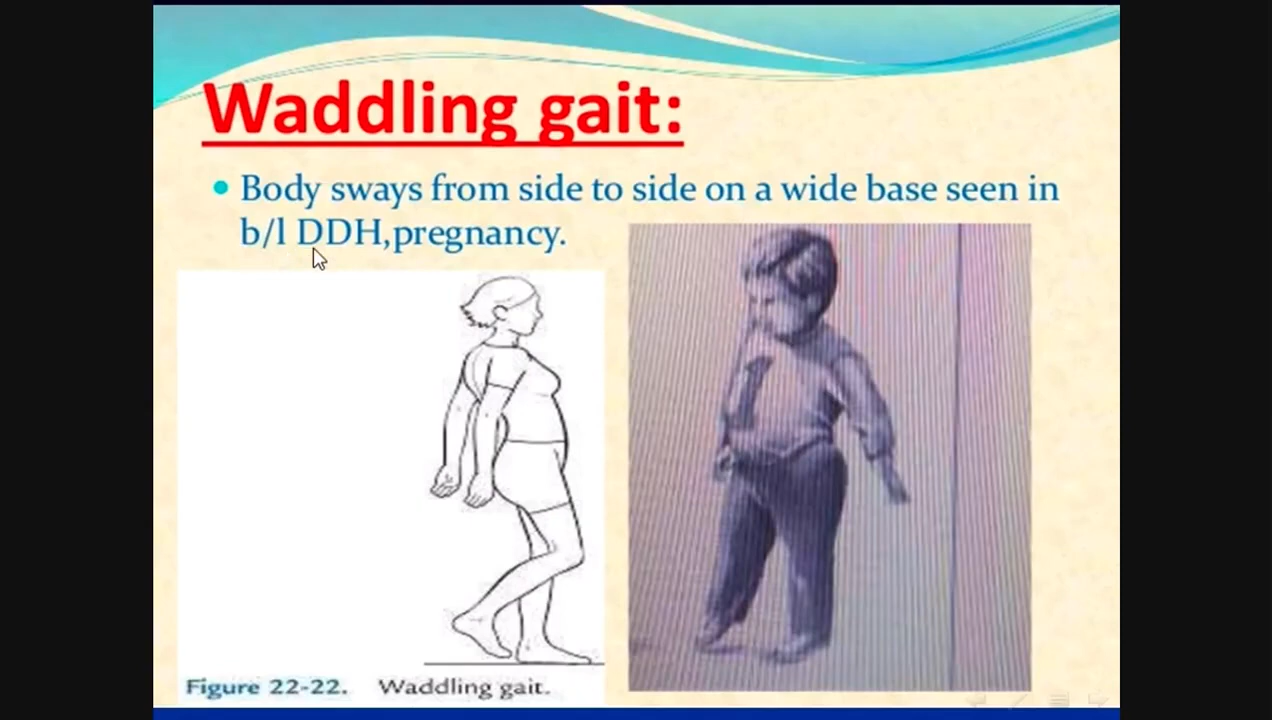 Waddling gait:
Body sways from side to side on a wide base seen in
b/l DDH,pregnancy.
Figure 22-22. Waddling gait.